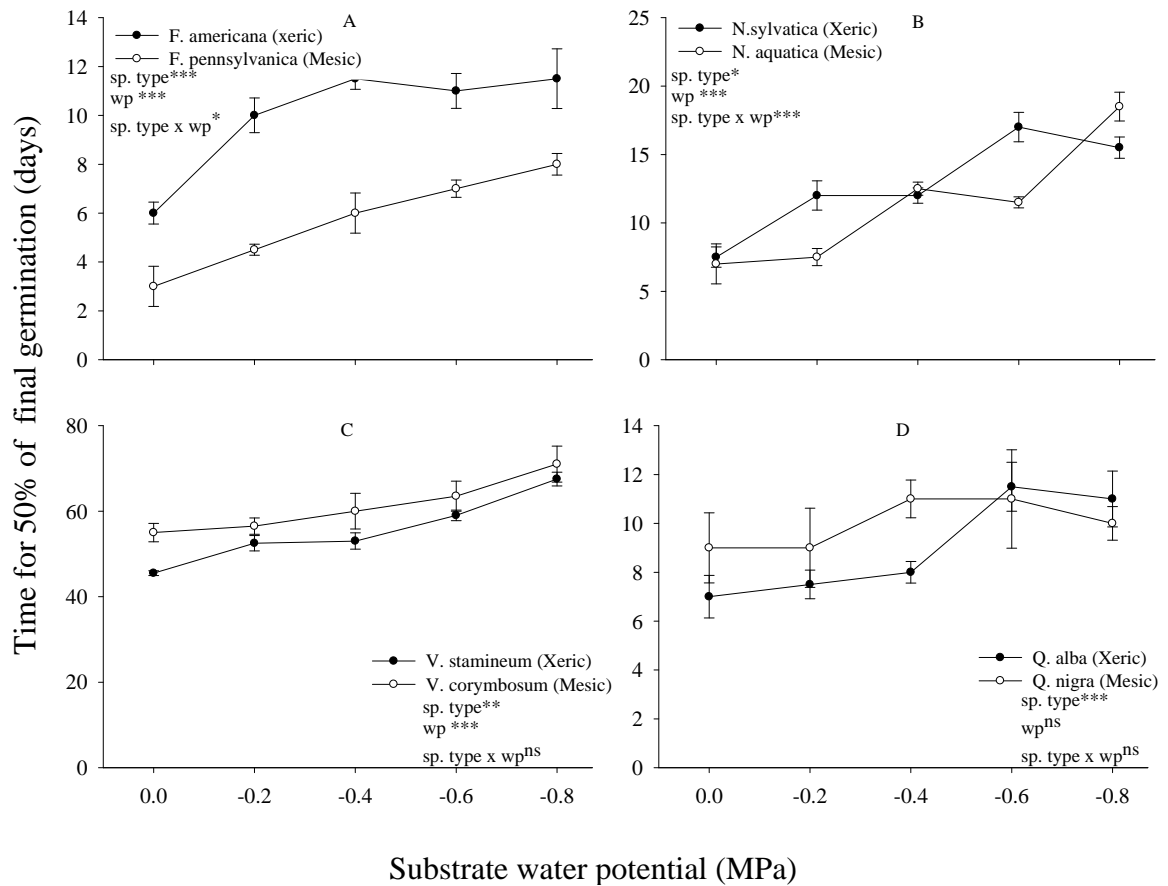 Time for 50% of final germination (days)
A
F. americana (xeric)
F. pennsylvanica (Mesic)
sp. type***
wp ***
sp. type x wp*
14
12
10
8
6
4
2
0
B
N.sylvatica (Xeric)
N. aquatica (Mesic)
sp. type*
wp ***
sp. type x wp***
25
20
15
10
5
0
C
80
60
40
20
0
V. stamineum (Xeric)
V. corymbosum (Mesic)
sp. type**
wp ***
sp. type x wpns
0.0 -0.2 -0.4 -0.6 -0.8
D
14
12
10
8
6
4
2
0
Q. alba (Xeric)
Q. nigra (Mesic)
sp. type***
wpns
sp. type x wpns
0.0 -0.2 -0.4 -0.6 -0.8
Substrate water potential (MPa)